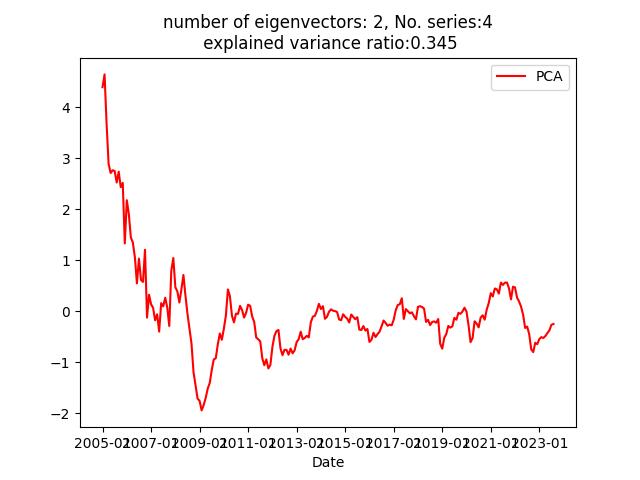 number of eigenvectors: 2, No. series:4
explained variance ratio:0.345
PCA
4
3
2
1
0
−1
−2
2005-01 2007-01 2009-01 2011-01 2013-01 2015-01 2017-01 2019-01 2021-01 2023-01
Date